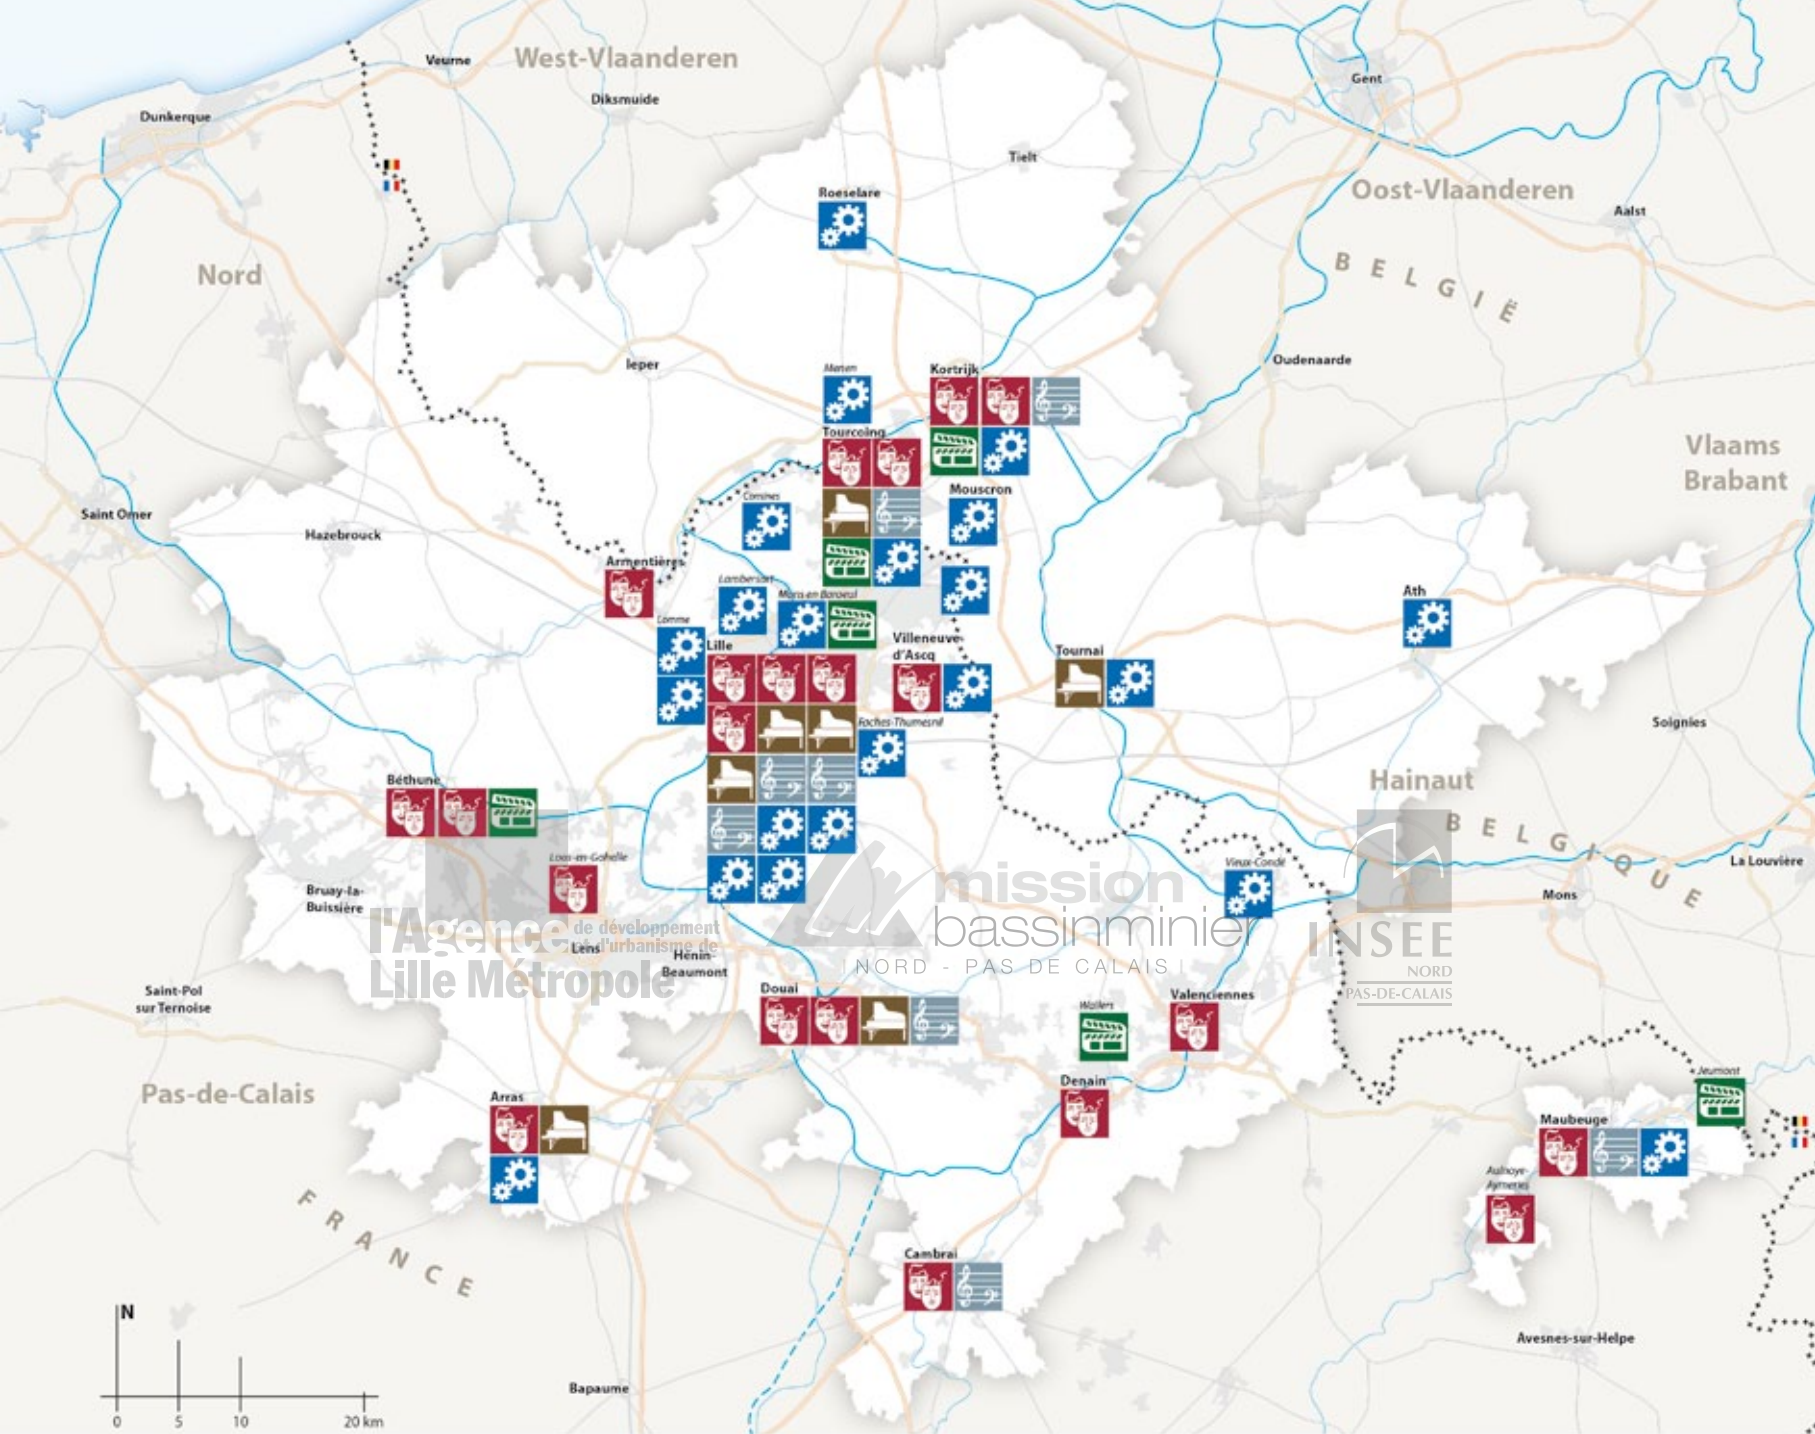 West-Vlaanderen
Veurne
Diksmuide
Dunkerque
Gent
Tielt
Oost-Vlaanderen
Roeselare
Aalst
Nord
BELGIË
Ieper
Menen
Kortrijk
Oudenaarde
Tourcoing
Vlaams
Brabant
Mouscron
Comines
Saint Omer
Hazebrouck
Armentières
Lambersart
Mons en Baroeul
Ath
Lomme
Lille
Villeneuve-
d'Ascq
Tournai
Faches-Thumesnil
Soignies
Béthune
Hainaut
BELGIQUE
Loos-en-Gohelle
Vieux-Condé
La Louvière
Bruay-la-
Buissière
Mons
mission
bassin minier
NORD - PAS DE CALAIS
l'Agence de développement
et d'urbanisme de
Lille Métropole
INSEE
NORD
PAS-DE-CALAIS
Lens
Hénin-
Beaumont
Saint-Pol
sur Ternoise
Douai
Wallers
Valenciennes
Denain
Jeumont
Pas-de-Calais
Arras
Maubeuge
Aulnoye-
Aymeries
FRANCE
Cambrai
N
Avesnes-sur-Helpe
Bapaume
0 5 10 20 km